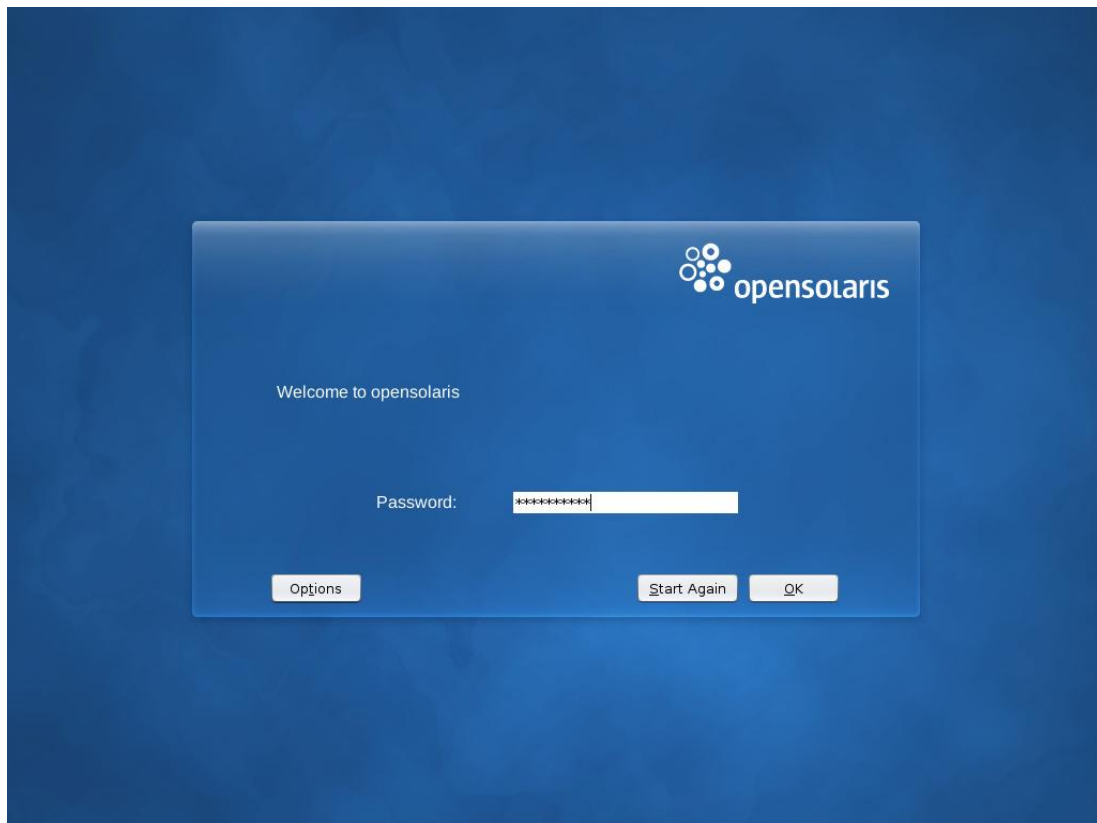 opensolaris
Welcome to opensolaris
Password: **********
Options Start Again OK